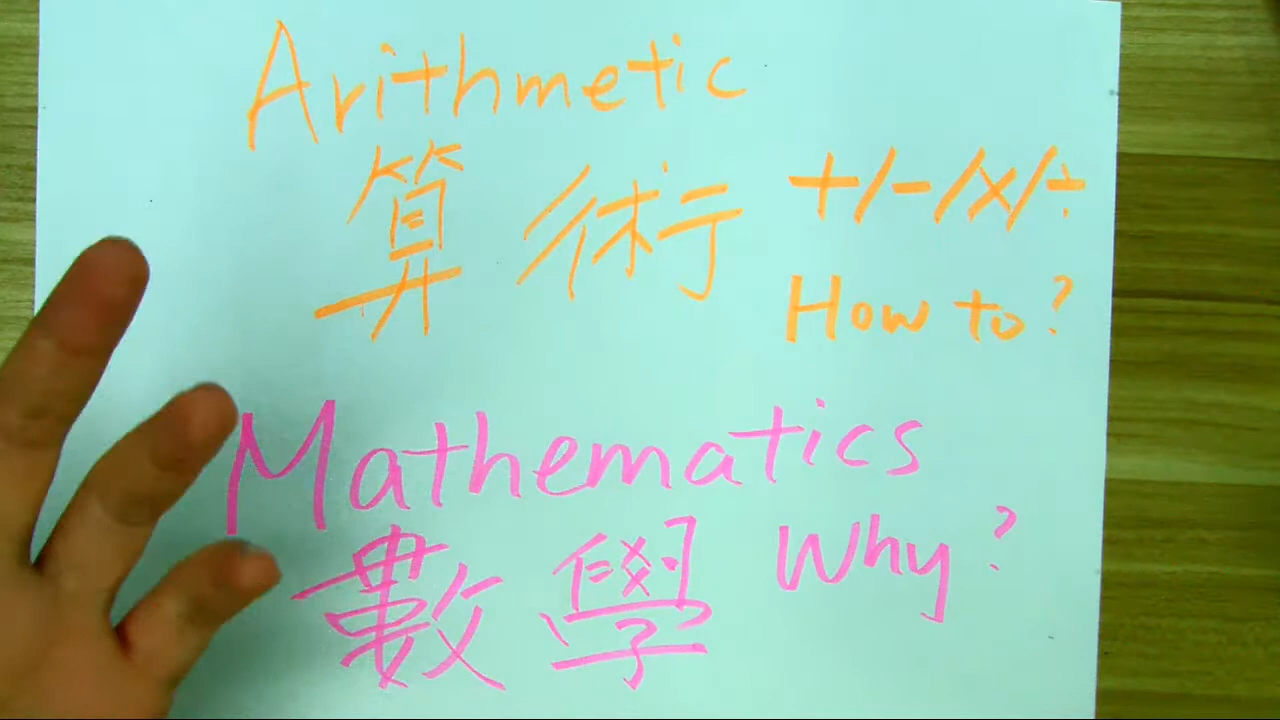 Arithmetic
算術 +/-/×/÷
How to?
Mathematics
數學 Why?